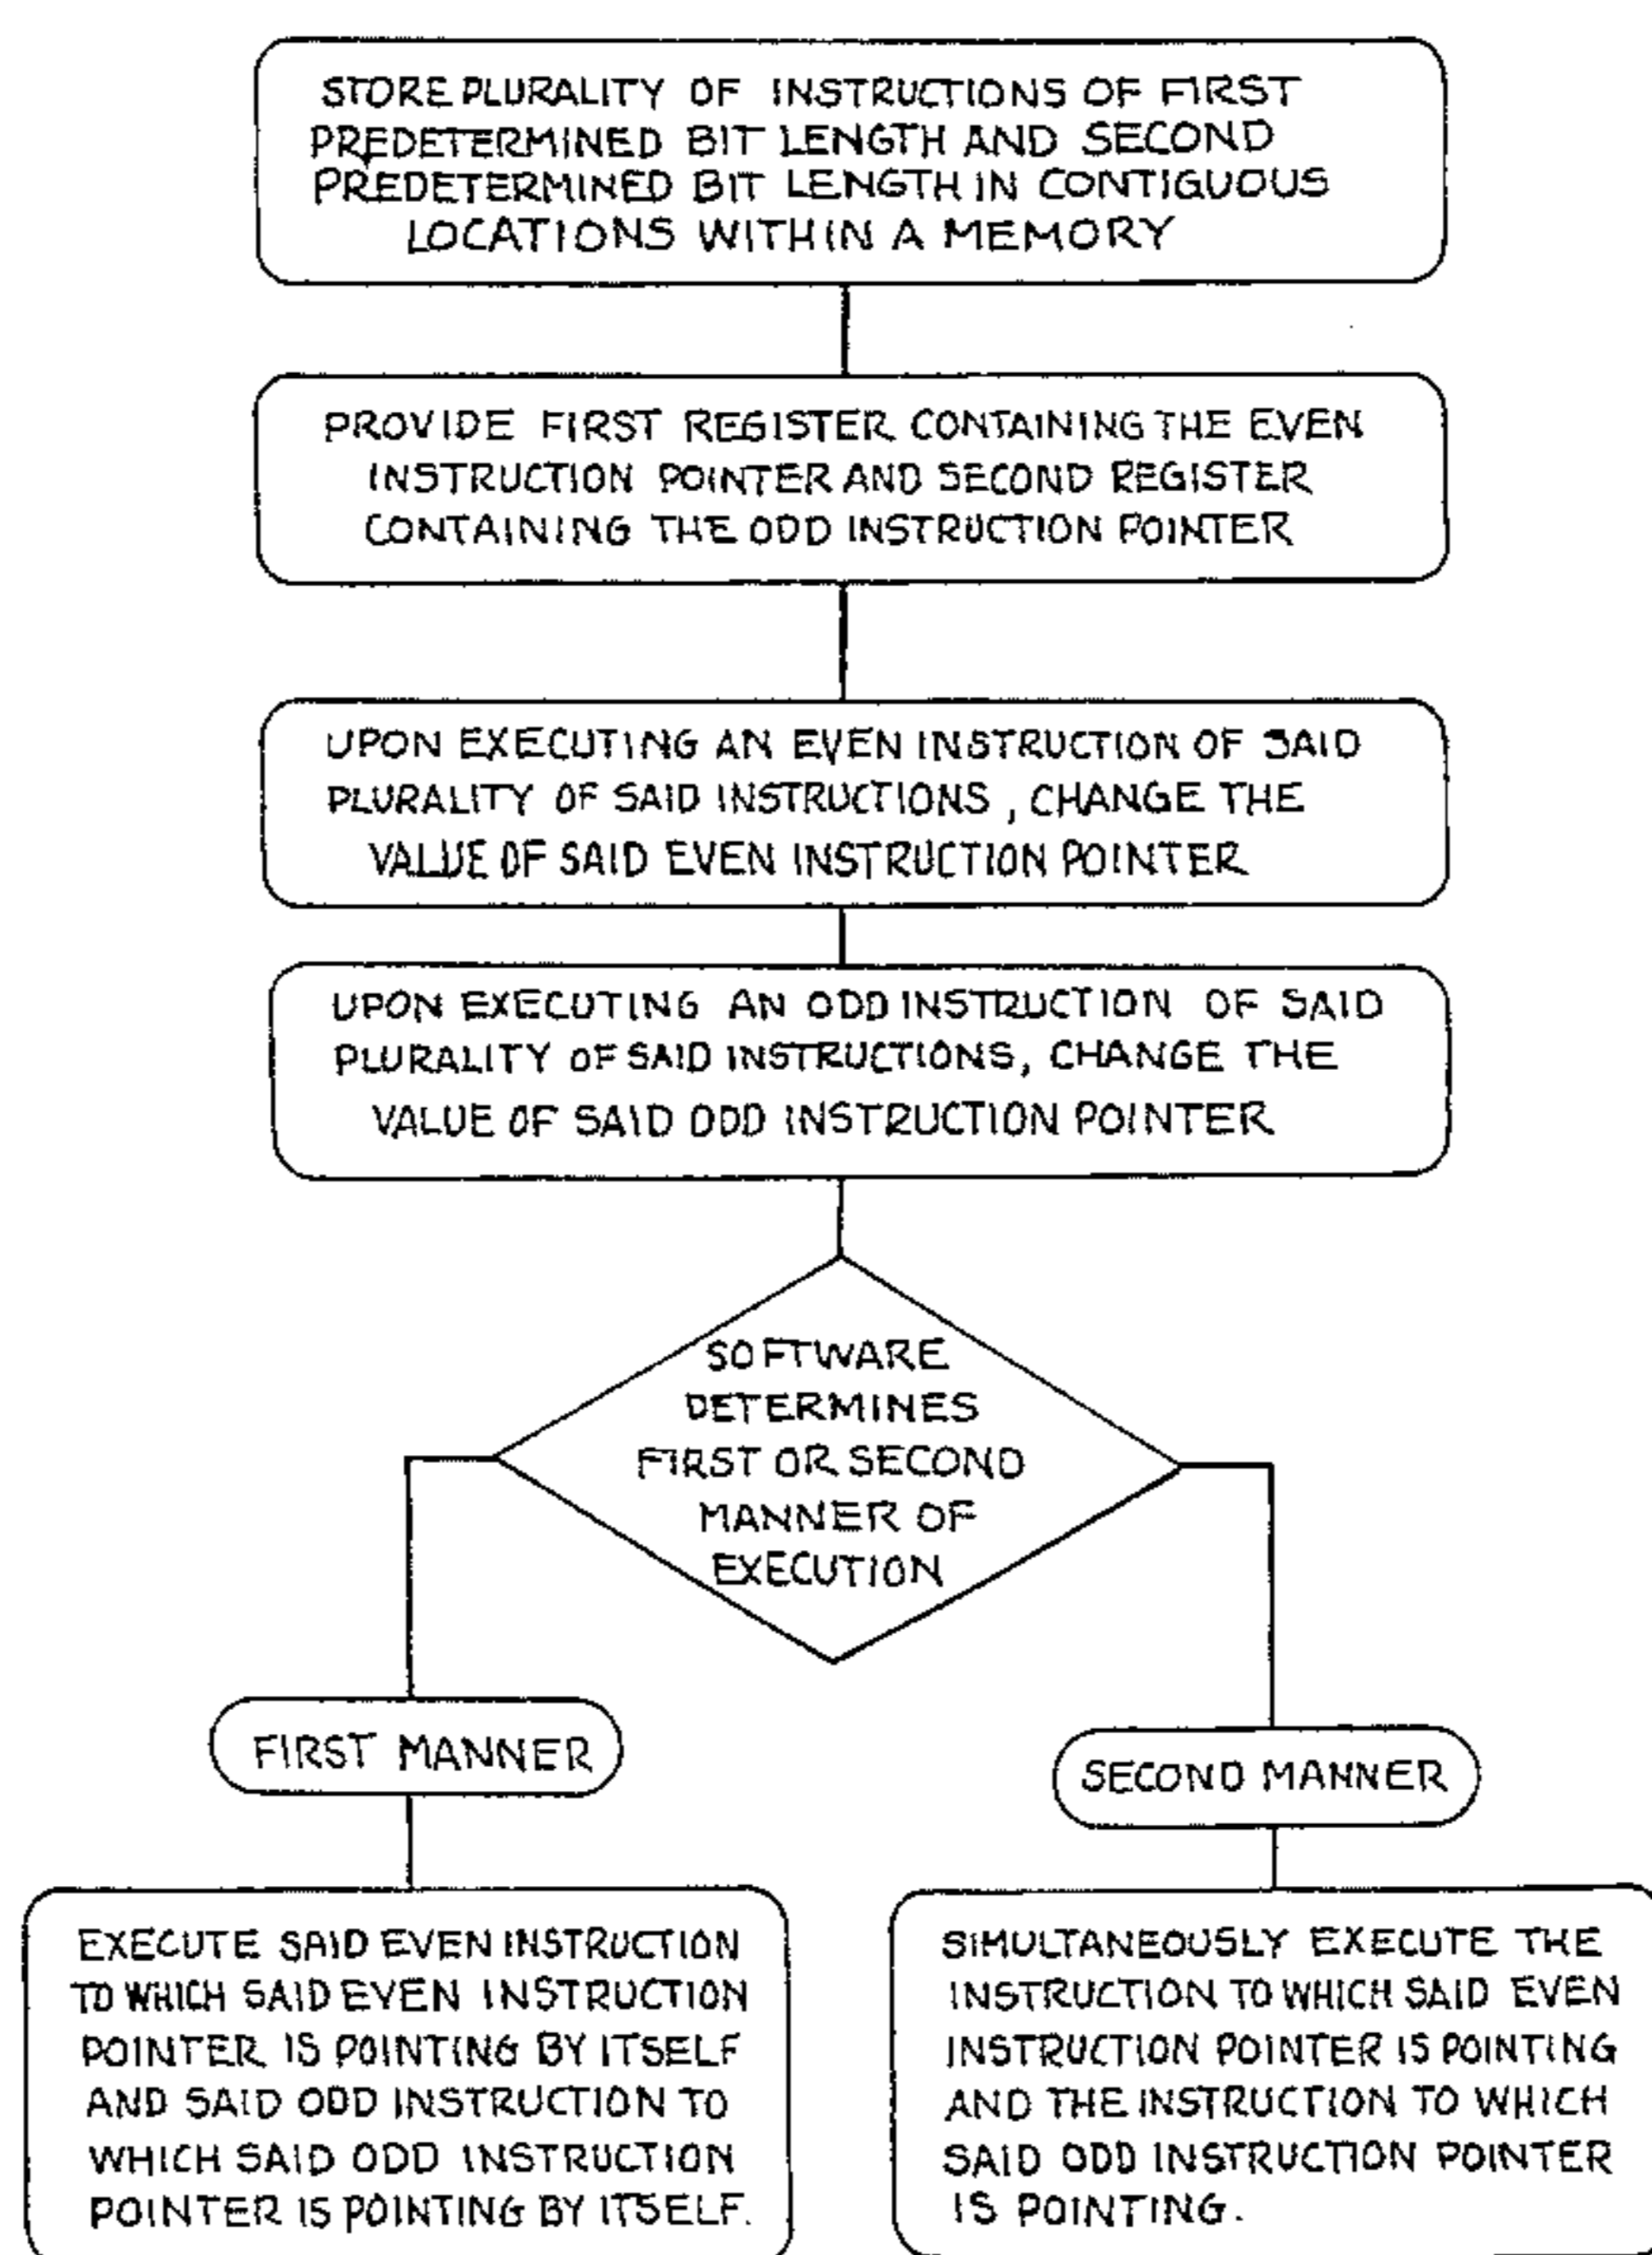 STORE PLURALITY OF INSTRUCTIONS OF FIRST
PREDETERMINED BIT LENGTH AND SECOND
PREDETERMINED BIT LENGTH IN CONTIGUOUS
LOCATIONS WITHIN A MEMORY
PROVIDE FIRST REGISTER CONTAINING THE EVEN
INSTRUCTION POINTER AND SECOND REGISTER
CONTAINING THE ODD INSTRUCTION POINTER
UPON EXECUTING AN EVEN INSTRUCTION OF SAID
PLURALITY OF SAID INSTRUCTIONS, CHANGE THE
VALUE OF SAID EVEN INSTRUCTION POINTER
UPON EXECUTING AN ODD INSTRUCTION OF SAID
PLURALITY OF SAID INSTRUCTIONS, CHANGE THE
VALUE OF SAID ODD INSTRUCTION POINTER
SOFTWARE
DETERMINES
FIRST OR SECOND
MANNER OF
EXECUTION
FIRST MANNER
SECOND MANNER
EXECUTE SAID EVEN INSTRUCTION
TO WHICH SAID EVEN INSTRUCTION
POINTER IS POINTING BY ITSELF
AND SAID ODD INSTRUCTION TO
WHICH SAID ODD INSTRUCTION
POINTER IS POINTING BY ITSELF.
SIMULTANEOUSLY EXECUTE THE
INSTRUCTION TO WHICH SAID EVEN
INSTRUCTION POINTER IS POINTING
AND THE INSTRUCTION TO WHICH
SAID ODD INSTRUCTION POINTER
IS POINTING.